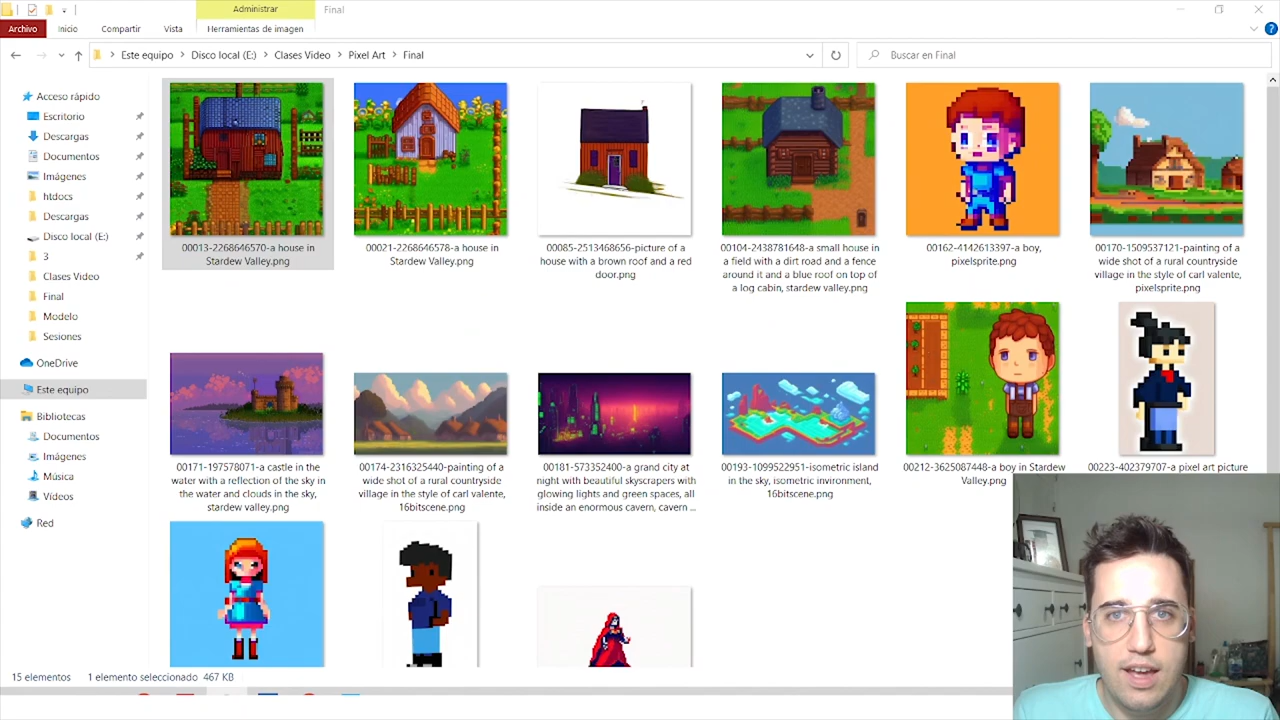 Administrar
Final
Archivo
Inicio
Compartir
Vista
Herramientas de imagen
Este equipo
Disco local (E:)
Clases Video
Pixel Art
Final
Buscar en Final
Acceso rápido
Escritorio
Descargas
Documentos
Imágenes
htdocs
Descargas
Disco local (E:)
3
Clases Video
Final
Modelo
Sesiones
OneDrive
Este equipo
Bibliotecas
Documentos
Imágenes
Música
Vídeos
Red
00013-2268646570-a house in
Stardew Valley.png
00021-2268646578-a house in
Stardew Valley.png
00085-2513468656-picture of a
house with a brown roof and a red
door.png
00104-2438781648-a small house in
a field with a dirt road and a fence
around it and a blue roof on top of
a log cabin, stardew valley.png
00162-4142613397-a boy,
pixelsprite.png
00170-1509537121-painting of a
wide shot of a rural countryside
village in the style of carl valente,
pixelsprite.png
00171-197578071-a castle in the
water with a reflection of the sky in
the water and clouds in the sky,
stardew valley.png
00174-2316325440-painting of a
wide shot of a rural countryside
village in the style of carl valente,
16bitscene.png
00181-573352400-a grand city at
night with beautiful skyscrapers with
glowing lights and green spaces, all
inside an enormous cavern, cavern ...
00193-1099522951-isometric island
in the sky, isometric invironment,
16bitscene.png
00212-3625087448-a boy in Stardew
Valley.png
00223-402379707-a pixel art picture
15 elementos
1 elemento seleccionado
467 KB